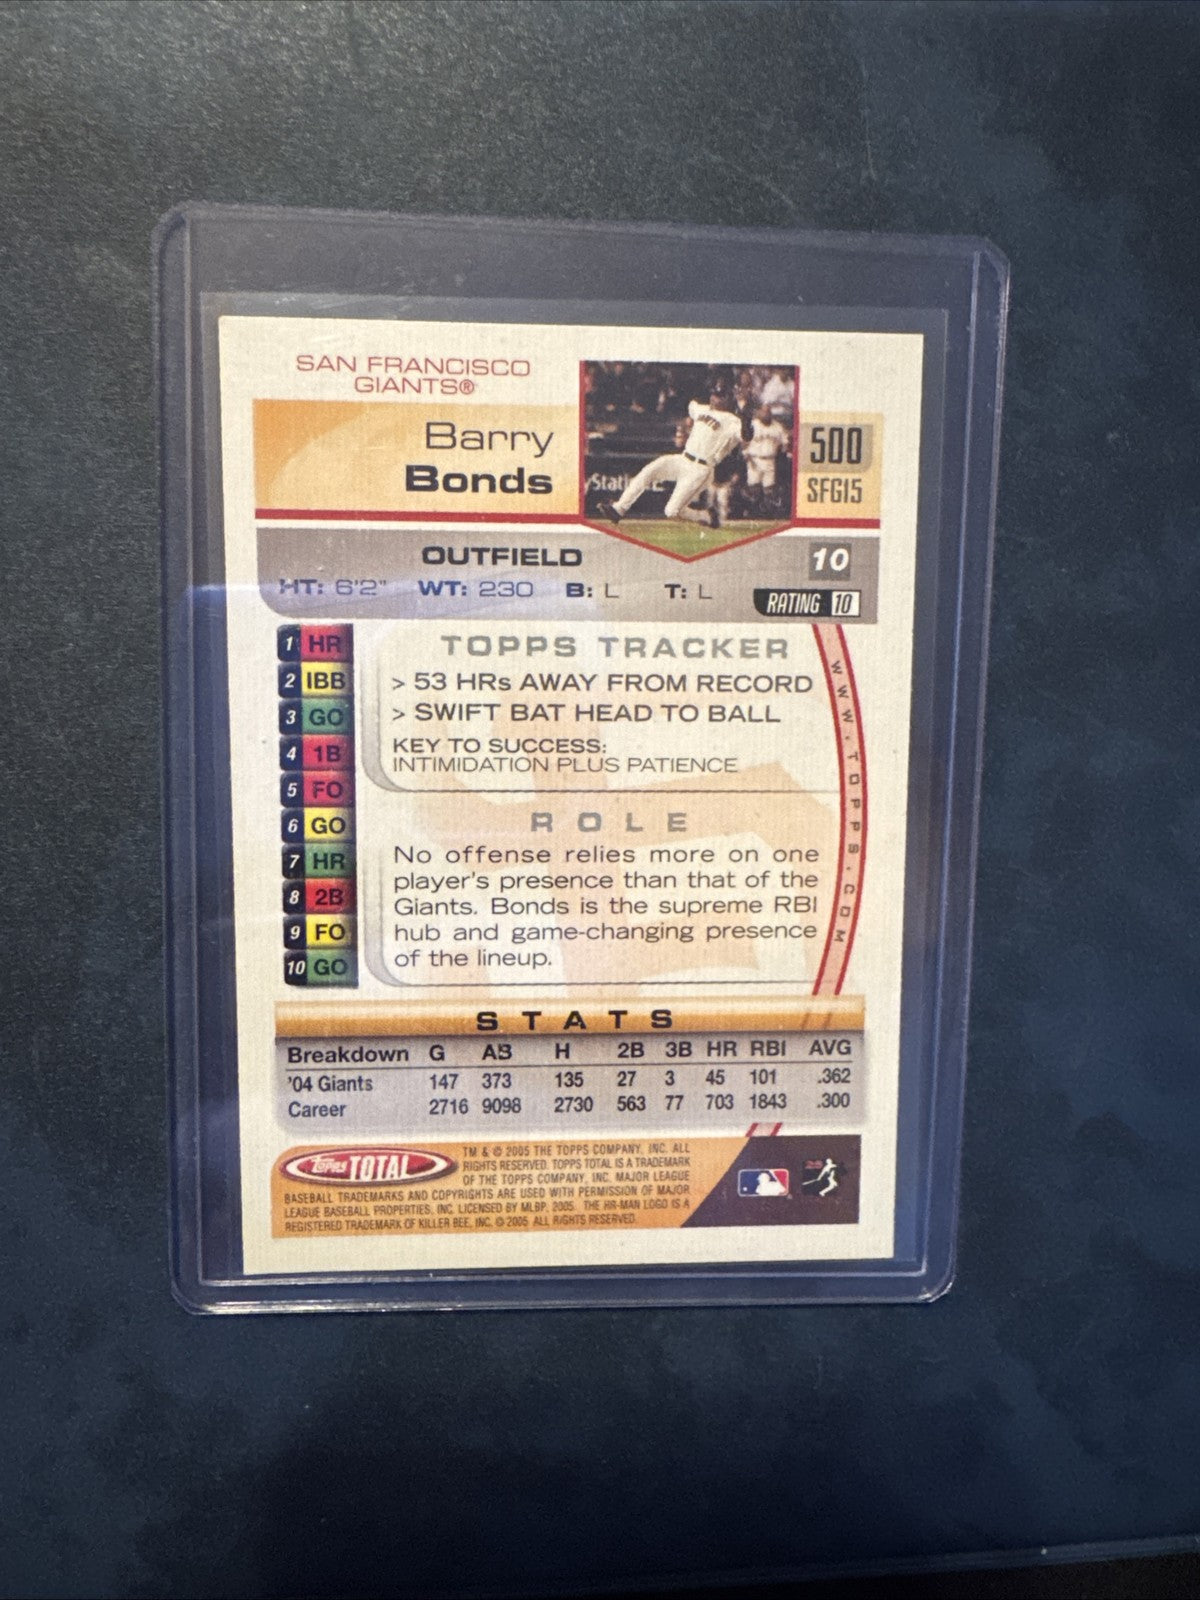 SAN FRANCISCO
GIANTS®
Barry
Bonds
500
SFG15
yStati 2
OUTFIELD
10
HT: 6'2" WT: 230 B: L T: L
RATING 10
1 HR
2 IBB
3 GO
4 1B
5 FO
6 GO
7 HR
8 2B
9 FO
10 GO
TOPPS TRACKER
> 53 HRs AWAY FROM RECORD
> SWIFT BAT HEAD TO BALL
KEY TO SUCCESS:
INTIMIDATION PLUS PATIENCE
WWW.TOPPS.COM
ROLE
No offense relies more on one
player's presence than that of the
Giants. Bonds is the supreme RBI
hub and game-changing presence
of the lineup.
STATS
Breakdown G AB H 2B 3B HR RBI AVG
'04 Giants 147 373 135 27 3 45 101 .362
Career 2716 9098 2730 563 77 703 1843 .300
Topps TOTAL
TM & © 2005 THE TOPPS COMPANY, INC. ALL
RIGHTS RESERVED. TOPPS TOTAL IS A TRADEMARK
OF THE TOPPS COMPANY, INC. MAJOR LEAGUE
BASEBALL TRADEMARKS AND COPYRIGHTS ARE USED WITH PERMISSION OF MAJOR
LEAGUE BASEBALL PROPERTIES, INC. LICENSED BY MLBP, 2005. THE HR-MAN LOGO IS A
REGISTERED TRADEMARK OF KILLER BEE, INC. © 2005 ALL RIGHTS RESERVED.
25